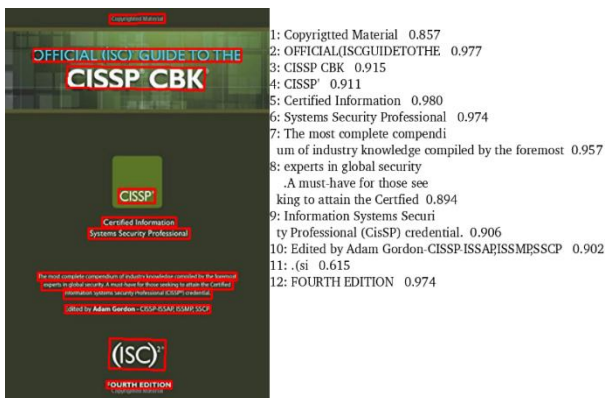 Copyrighted Material
OFFICIAL (ISC)²® GUIDE TO THE
CISSP® CBK®
CISSP®
Certified Information
Systems Security Professional
The most complete compendium of industry knowledge compiled by the foremost
experts in global security. A must-have for those seeking to attain the Certified
Information Systems Security Professional (CISSP®) credential.
Edited by Adam Gordon - CISSP-ISSAP, ISSMP, SSCP
(ISC)²®
FOURTH EDITION
Copyrighted Material
1: Copyrigtted Material 0.857
2: OFFICIAL(ISCGUIDETOTHE 0.977
3: CISSP CBK 0.915
4: CISSP' 0.911
5: Certified Information 0.980
6: Systems Security Professional 0.974
7: The most complete compendi
um of industry knowledge compiled by the foremost 0.957
8: experts in global security
.A must-have for those see
king to attain the Certfied 0.894
9: Information Systems Securi
ty Professional (CisSP) credential. 0.906
10: Edited by Adam Gordon-CISSP-ISSAP,ISSMP,SSCP 0.902
11: .(si 0.615
12: FOURTH EDITION 0.974